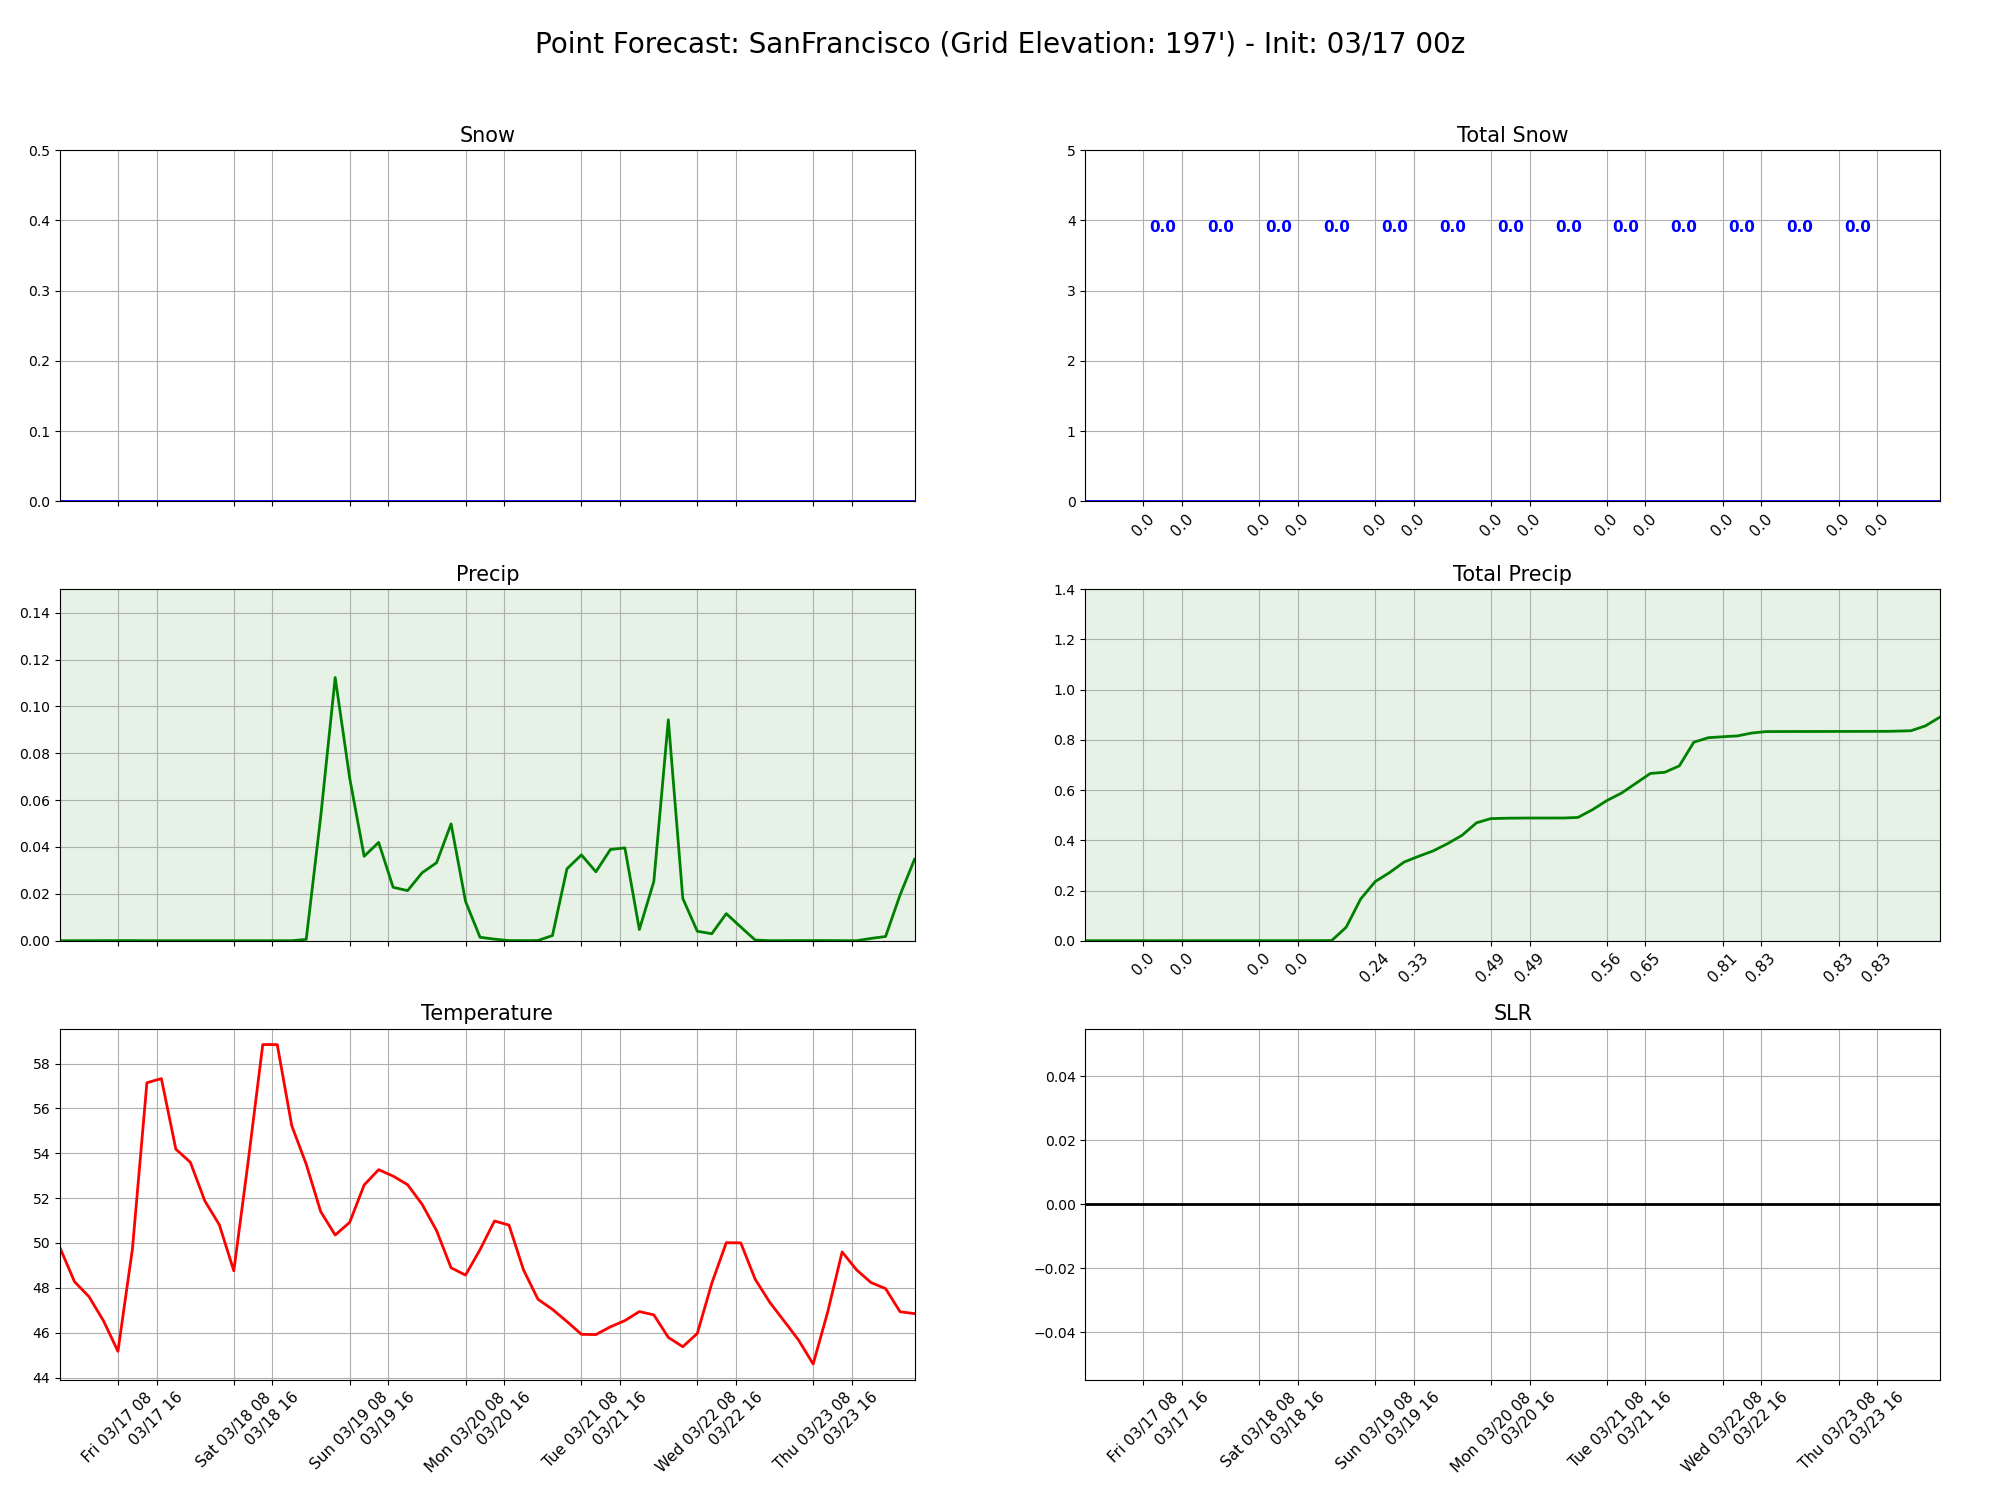 Point Forecast: SanFrancisco (Grid Elevation: 197') - Init: 03/17 00z
Snow
0.5
0.4
0.3
0.2
0.1
0.0
Total Snow
5
4
3
2
1
0
0.0 0.0 0.0 0.0 0.0 0.0 0.0 0.0 0.0 0.0 0.0 0.0 0.0
0.0 0.0 0.0 0.0 0.0 0.0 0.0 0.0 0.0 0.0 0.0 0.0 0.0 0.0
Precip
0.14
0.12
0.10
0.08
0.06
0.04
0.02
0.00
Total Precip
1.4
1.2
1.0
0.8
0.6
0.4
0.2
0.0
0.0 0.0 0.0 0.0 0.24 0.33 0.49 0.49 0.56 0.65 0.81 0.83 0.83 0.83
Temperature
58
56
54
52
50
48
46
44
Fri 03/17 08
03/17 16
Sat 03/18 08
03/18 16
Sun 03/19 08
03/19 16
Mon 03/20 08
03/20 16
Tue 03/21 08
03/21 16
Wed 03/22 08
03/22 16
Thu 03/23 08
03/23 16
SLR
0.04
0.02
0.00
−0.02
−0.04
Fri 03/17 08
03/17 16
Sat 03/18 08
03/18 16
Sun 03/19 08
03/19 16
Mon 03/20 08
03/20 16
Tue 03/21 08
03/21 16
Wed 03/22 08
03/22 16
Thu 03/23 08
03/23 16